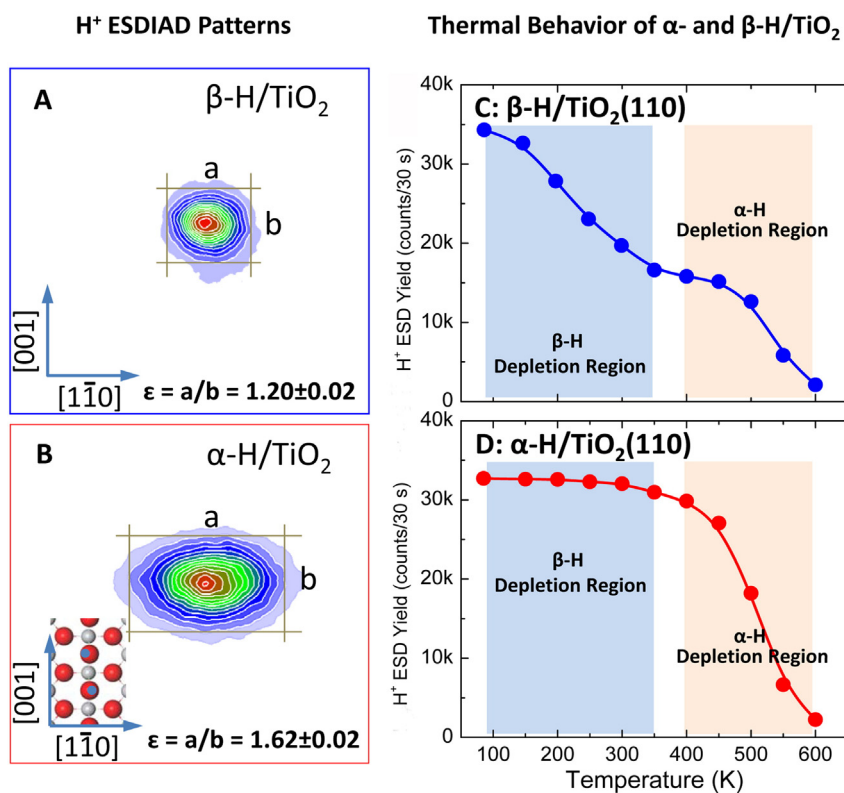 H⁺ ESDIAD Patterns
Thermal Behavior of α- and β-H/TiO₂
A
β-H/TiO₂
a
b
[001]
[11̅0]
ε = a/b = 1.20±0.02
B
α-H/TiO₂
a
b
[001]
[11̅0]
ε = a/b = 1.62±0.02
C: β-H/TiO₂(110)
40k
30k
20k
10k
0
H⁺ ESD Yield (counts/30 s)
α-H
Depletion Region
β-H
Depletion Region
D: α-H/TiO₂(110)
40k
30k
20k
10k
0
H⁺ ESD Yield (counts/30 s)
β-H
Depletion Region
α-H
Depletion Region
100 200 300 400 500 600
Temperature (K)